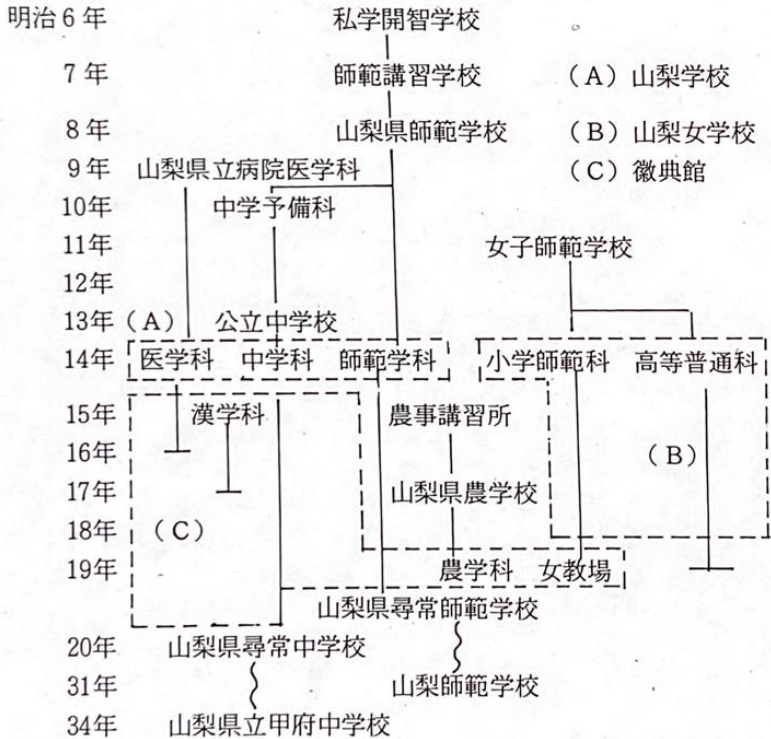 明治6年 私学開智学校
7年 師範講習学校 (A)山梨学校
8年 山梨県師範学校 (B)山梨女学校
9年 山梨県立病院医学科 (C)徽典館
10年 中学予備科
11年 女子師範学校
12年
13年(A) 公立中学校
14年 医学科 中学科 師範学科 小学師範科 高等普通科
15年 漢学科 農事講習所
16年 (B)
17年 山梨県農学校
18年 (C)
19年 農学科 女教場
山梨県尋常師範学校
20年 山梨県尋常中学校
31年 山梨師範学校
34年 山梨県立甲府中学校